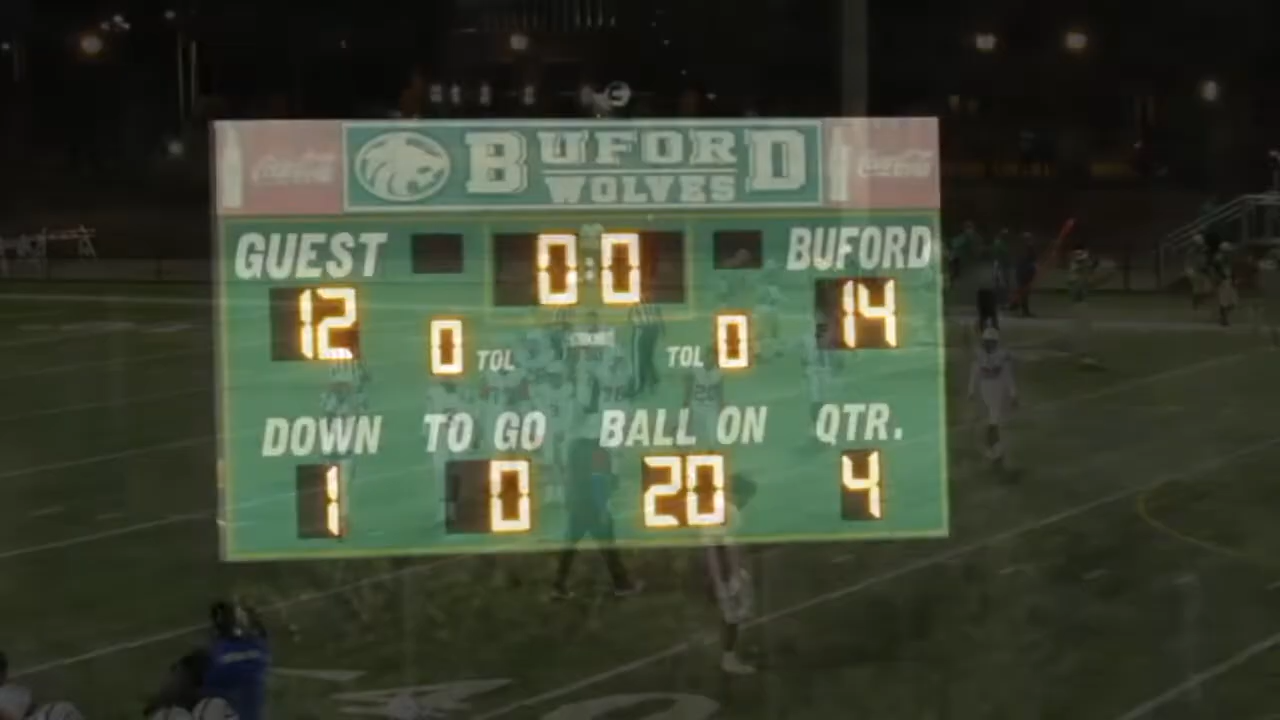 Coca-Cola BUFORD Coca-Cola
WOLVES
GUEST 0:0 BUFORD
12 14
0 TOL TOL 0
DOWN TO GO BALL ON QTR.
1 0 20 4